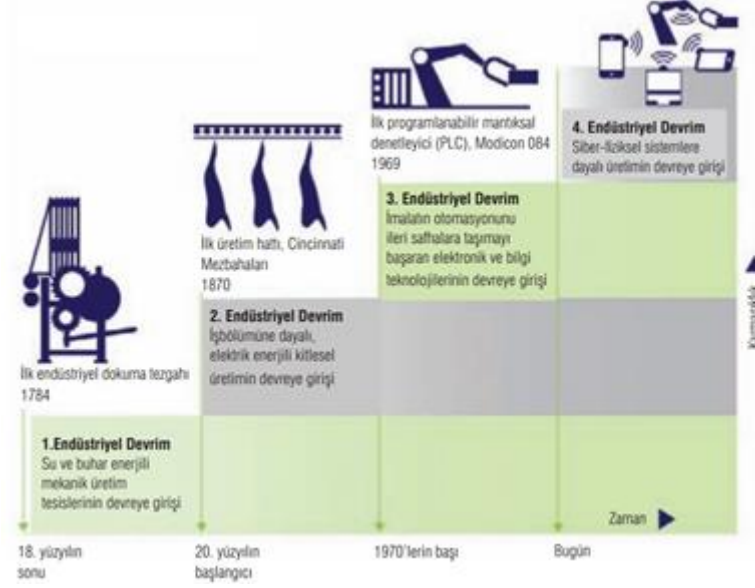 İlk programlanabilir mantıksal
denetleyici (PLC), Modicon 084
1969
4. Endüstriyel Devrim
Siber-fiziksel sistemlere
dayalı üretimin devreye girişi
3. Endüstriyel Devrim
İmalatın otomasyonunu
ileri safhalara taşımayı
başaran elektronik ve bilgi
teknolojilerinin devreye girişi
İlk üretim hattı, Cincinnati
Mezbahaları
1870
2. Endüstriyel Devrim
İşbölümüne dayalı,
elektrik enerjili kitlesel
üretimin devreye girişi
İlk endüstriyel dokuma tezgahı
1784
1.Endüstriyel Devrim
Su ve buhar enerjili
mekanik üretim
tesislerinin devreye girişi
Zaman
18. yüzyılın
sonu
20. yüzyılın
başlangıcı
1970'lerin başı
Bugün